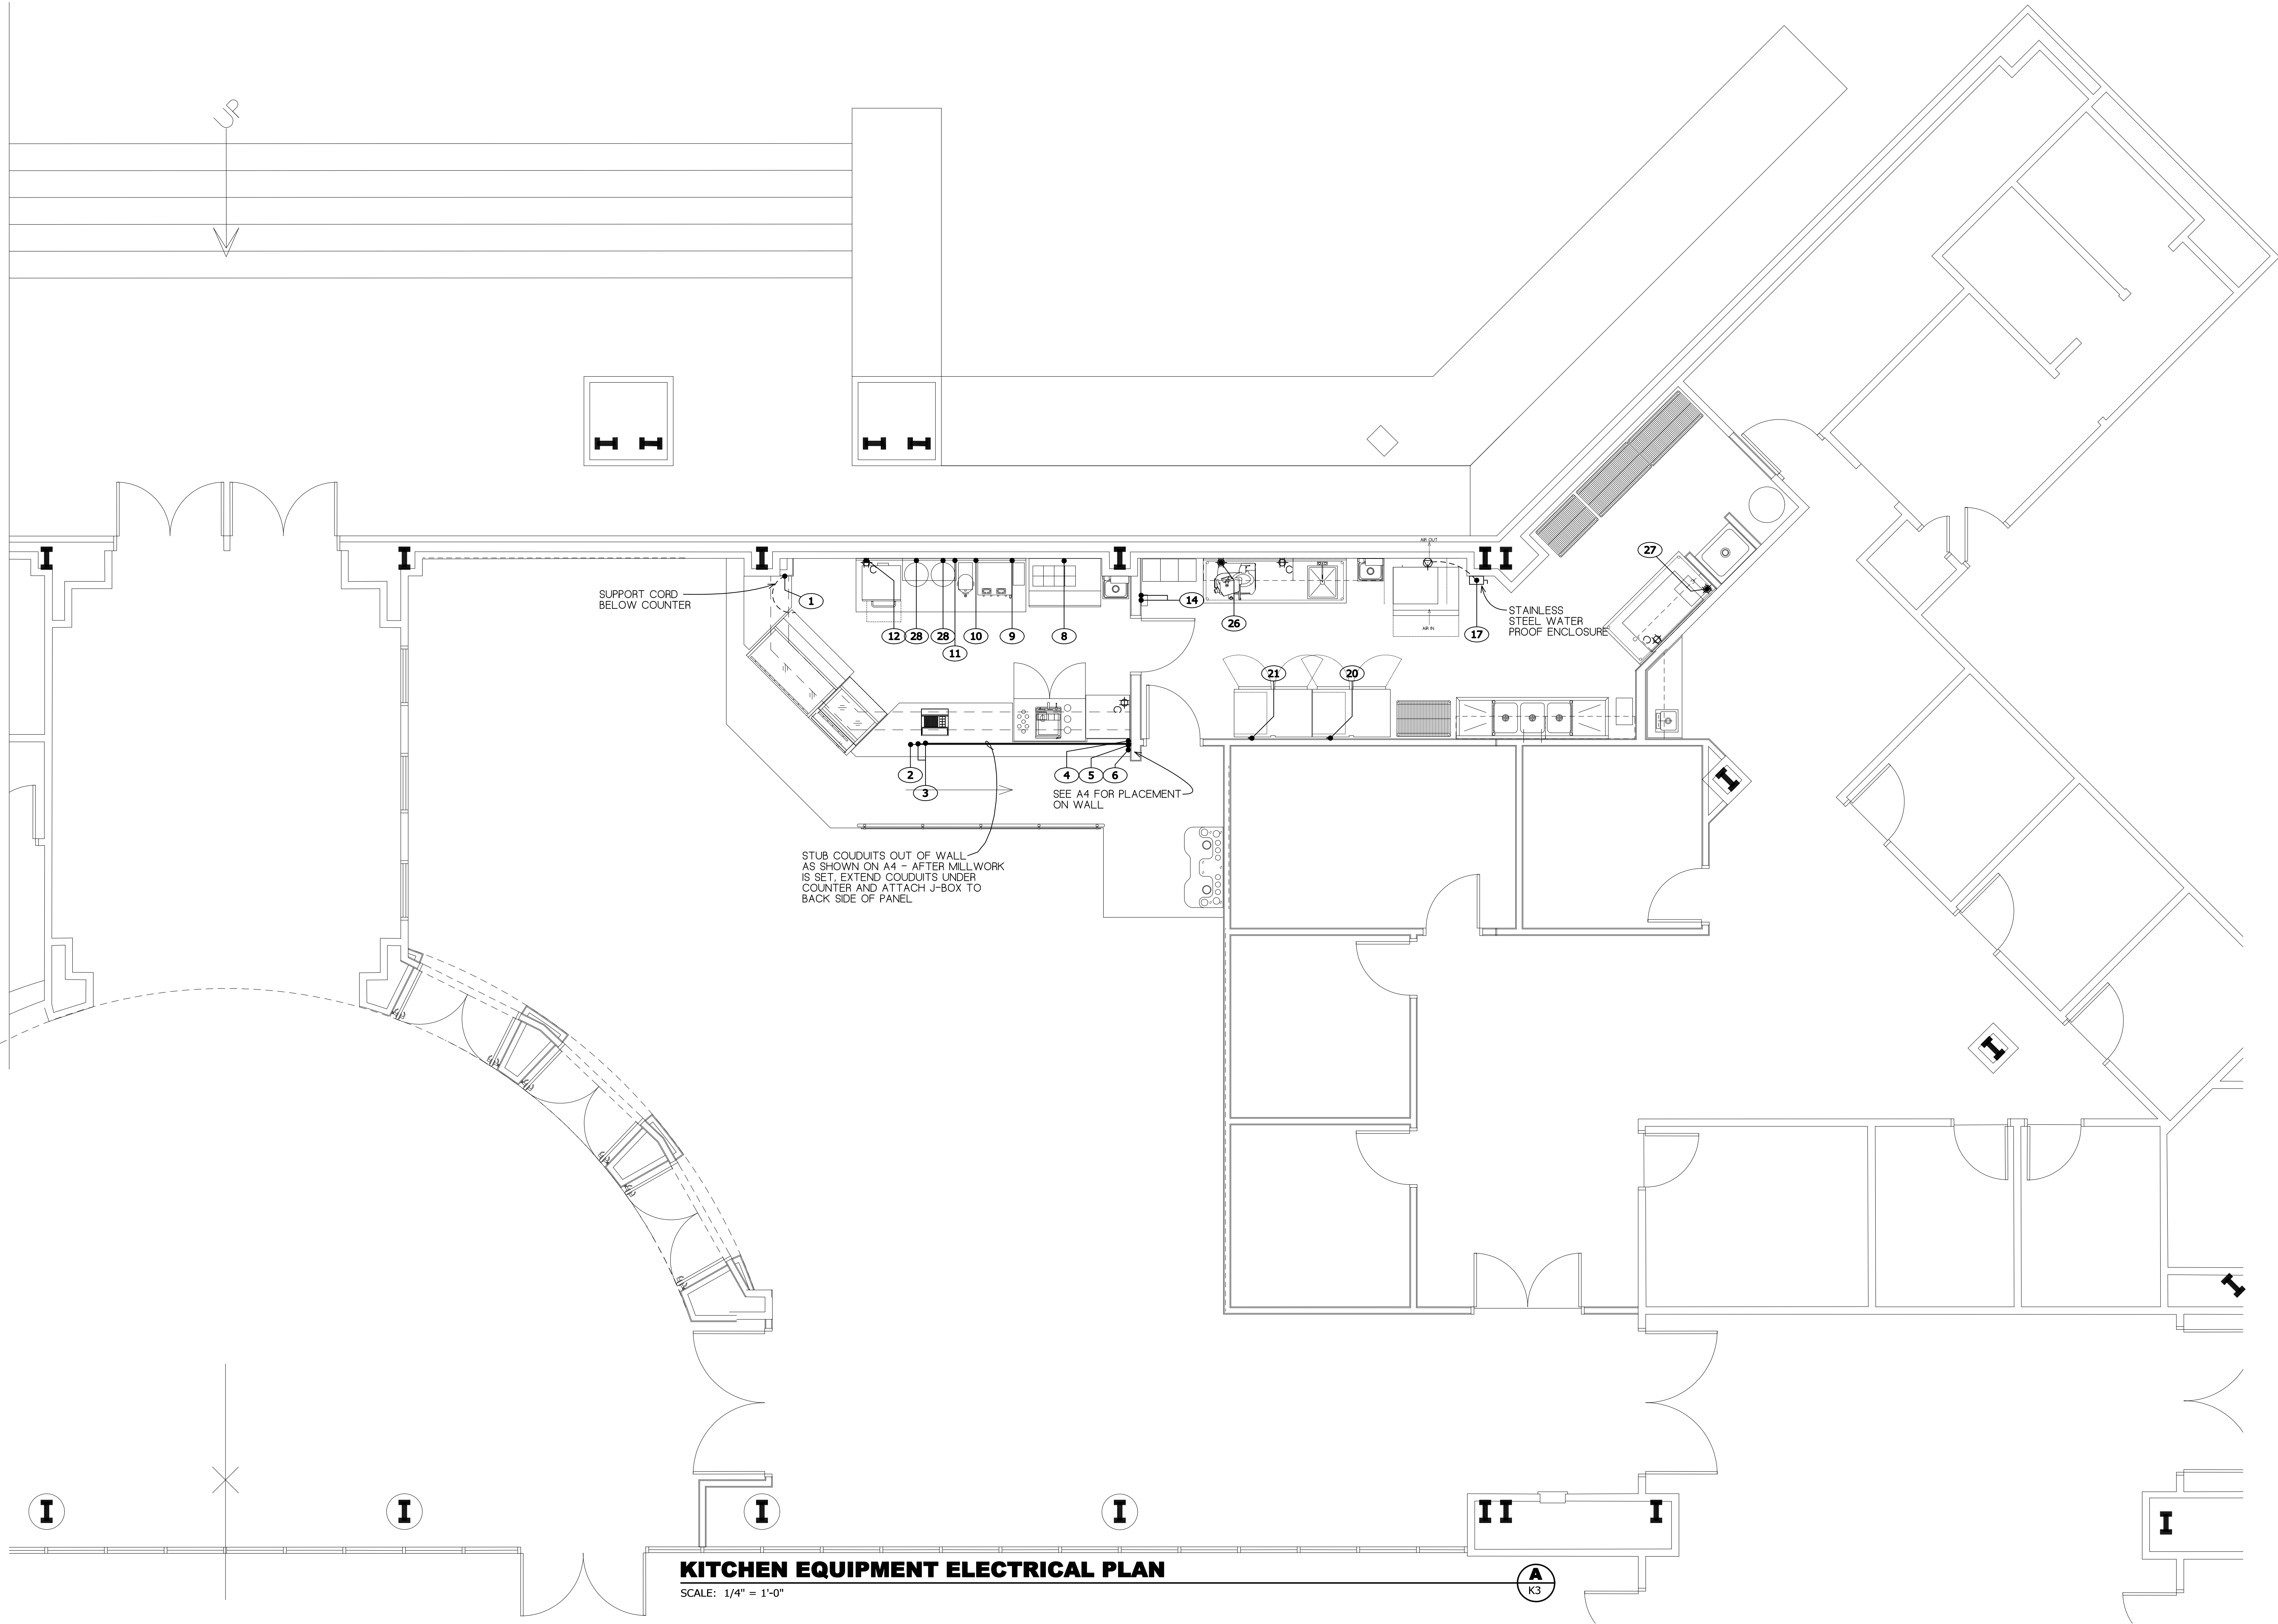 UP
AIR OUT
27
SUPPORT CORD
BELOW COUNTER
1
14
STAINLESS
STEEL WATER
PROOF ENCLOSURE
26
AIR IN
17
12
28
28
11
10
9
8
21
20
2
3
4
5
6
SEE A4 FOR PLACEMENT
ON WALL
STUB COUDUITS OUT OF WALL
AS SHOWN ON A4 - AFTER MILLWORK
IS SET, EXTEND COUDUITS UNDER
COUNTER AND ATTACH J-BOX TO
BACK SIDE OF PANEL
KITCHEN EQUIPMENT ELECTRICAL PLAN
SCALE: 1/4" = 1'-0"
A
K3